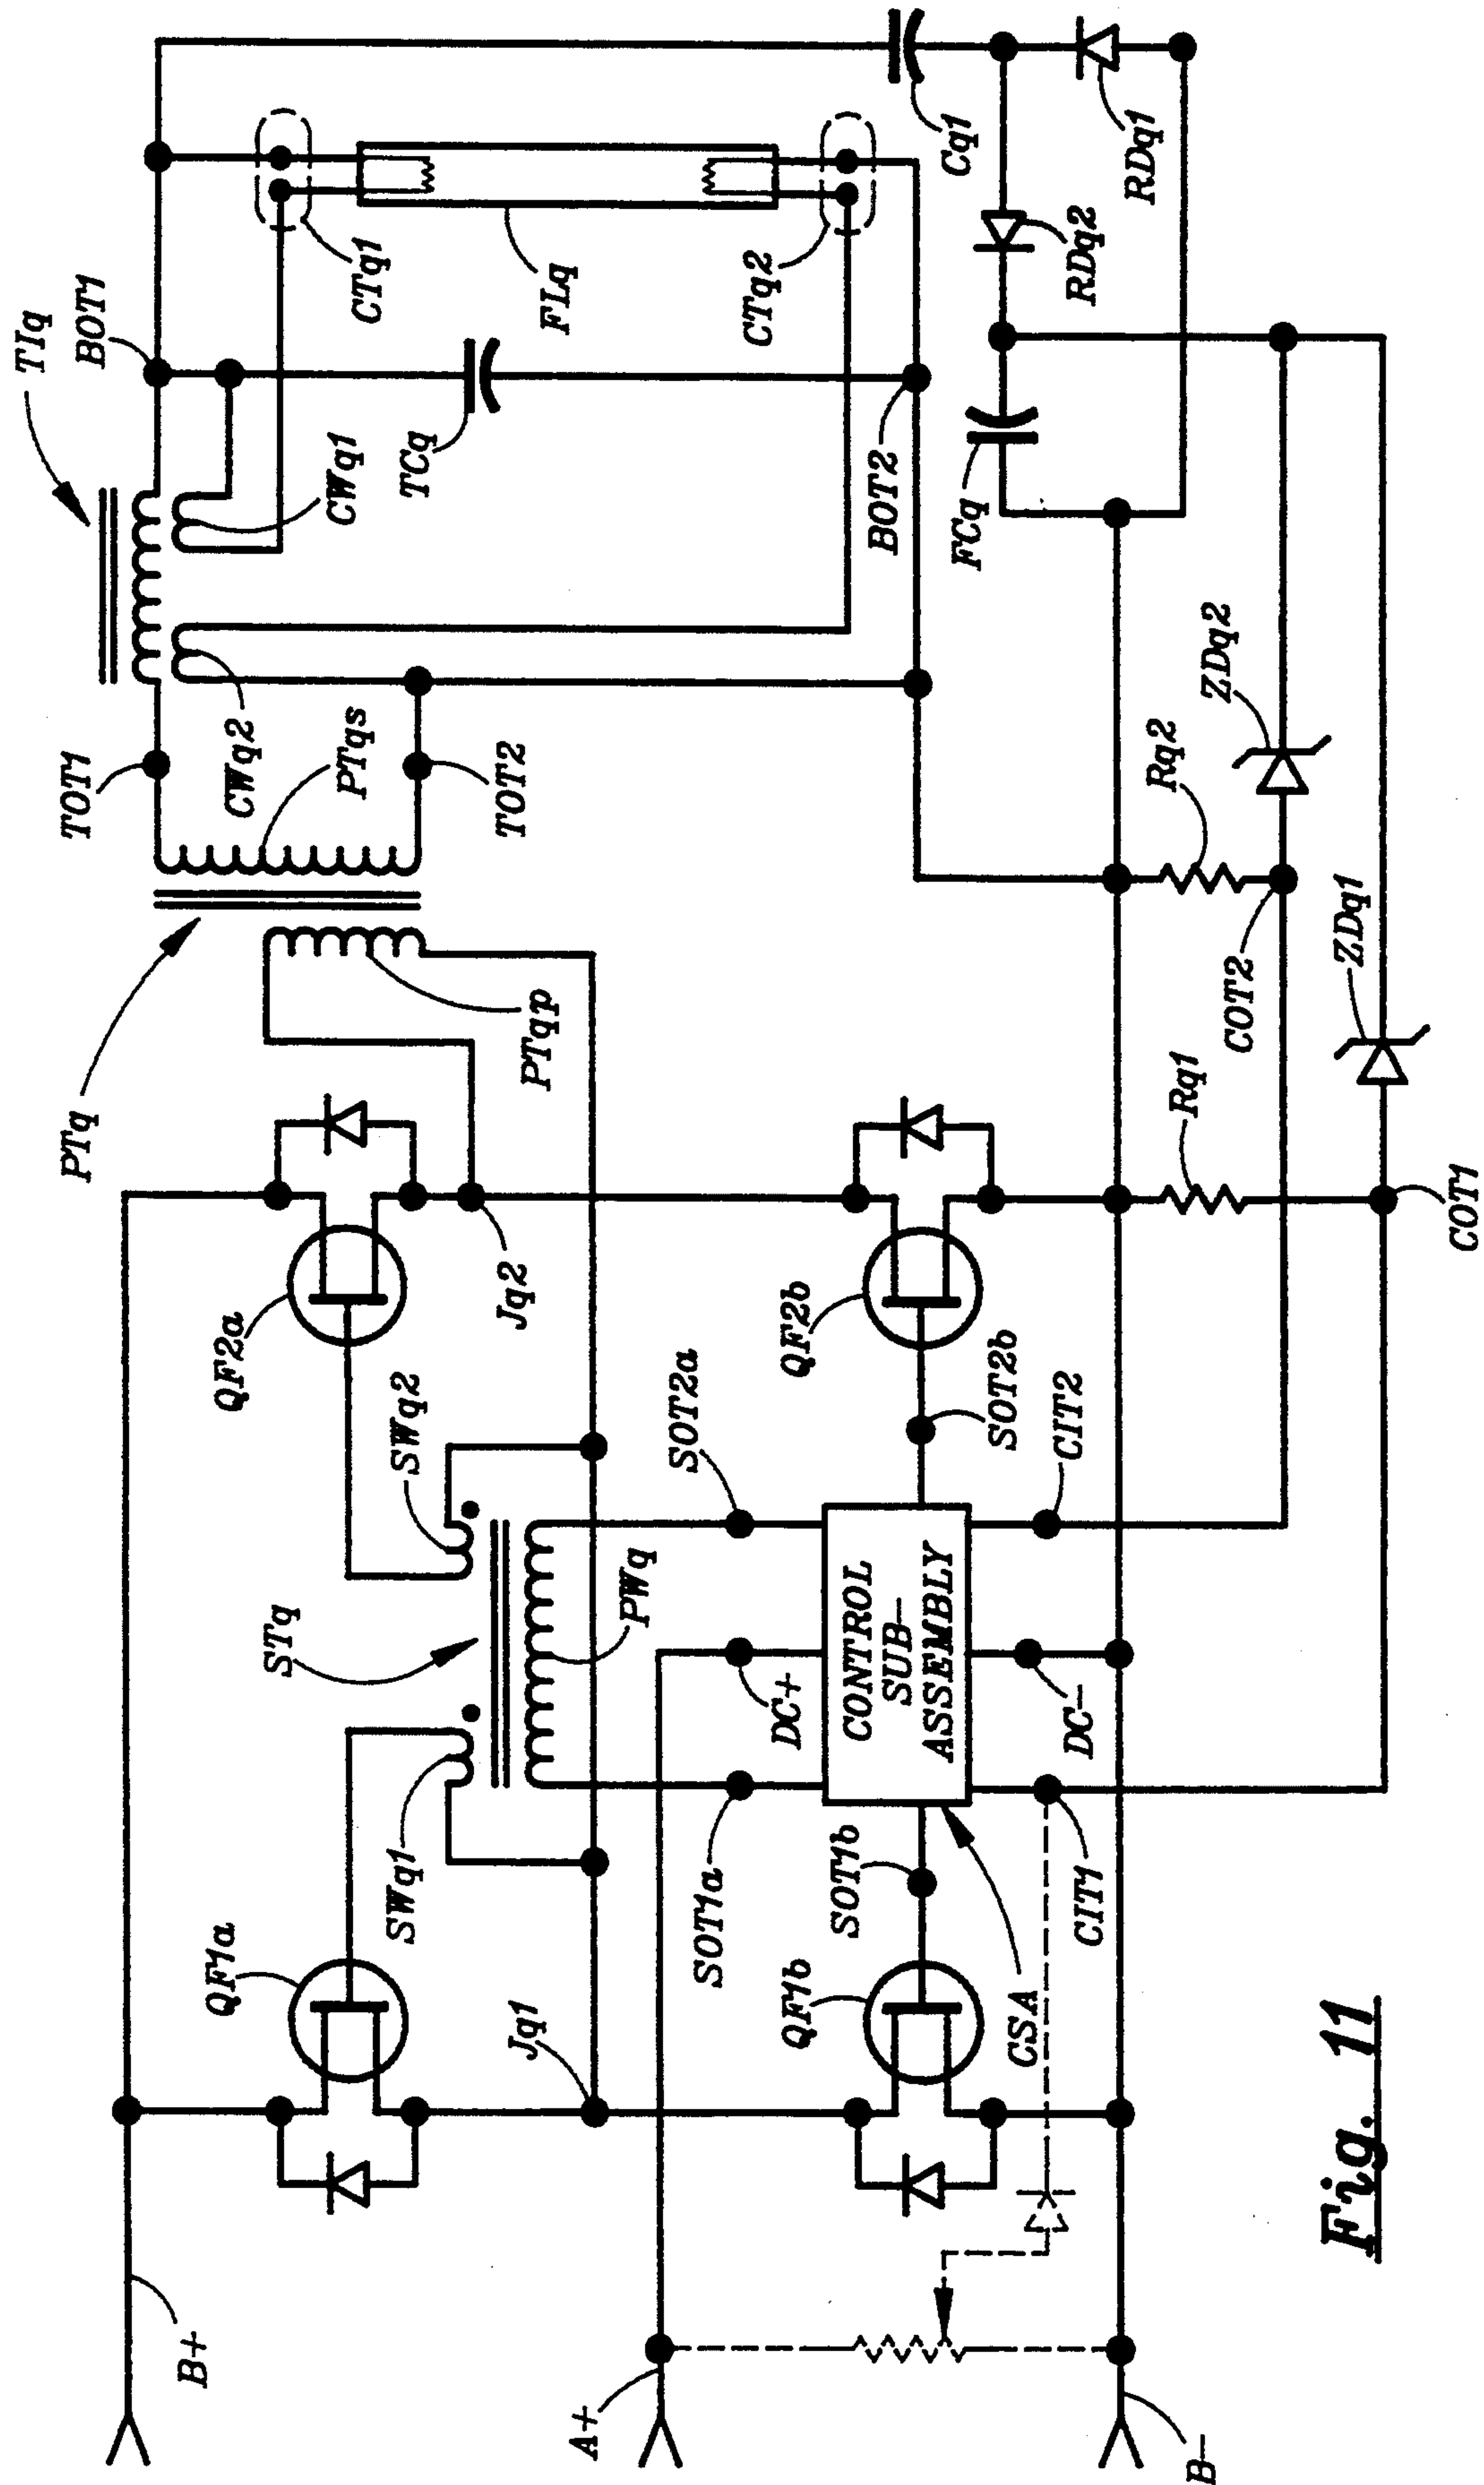 TIq
BOT1
TOT1
CWq1
CTq1
FLq
TCq
CWq2
PTqs
TOT2
PTq
PTqp
CTq2
BOT2
Cq1
RDq1
RDq2
FCq
QF1a
QF2a
SWq1
SWq2
STq
PWq
Jq1
Jq2
B+
A+
B-
SOT1a
DC+
SOT2a
QF1b
SOT1b
CONTROL
SUB-
ASSEMBLY
SOT2b
QF2b
CSA
CIT1
DC-
CIT2
Rq1
Rq2
COT1
COT2
ZDq1
ZDq2
Fig. 11